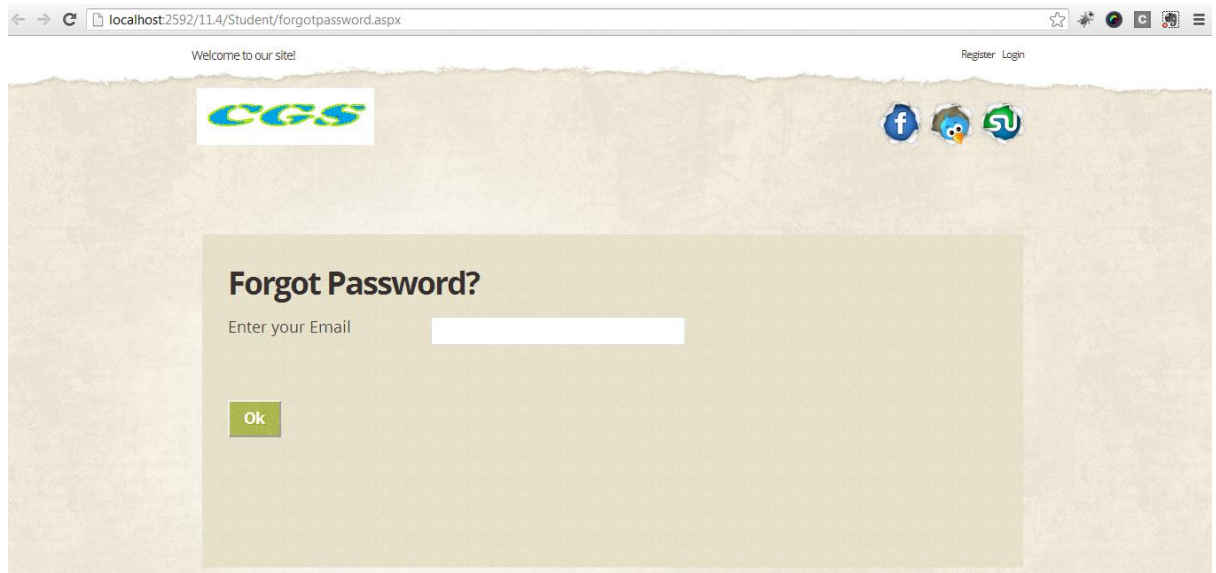 localhost:2592/11.4/Student/forgotpassword.aspx
Welcome to our site!
Register Login
CGS
Forgot Password?
Enter your Email
Ok